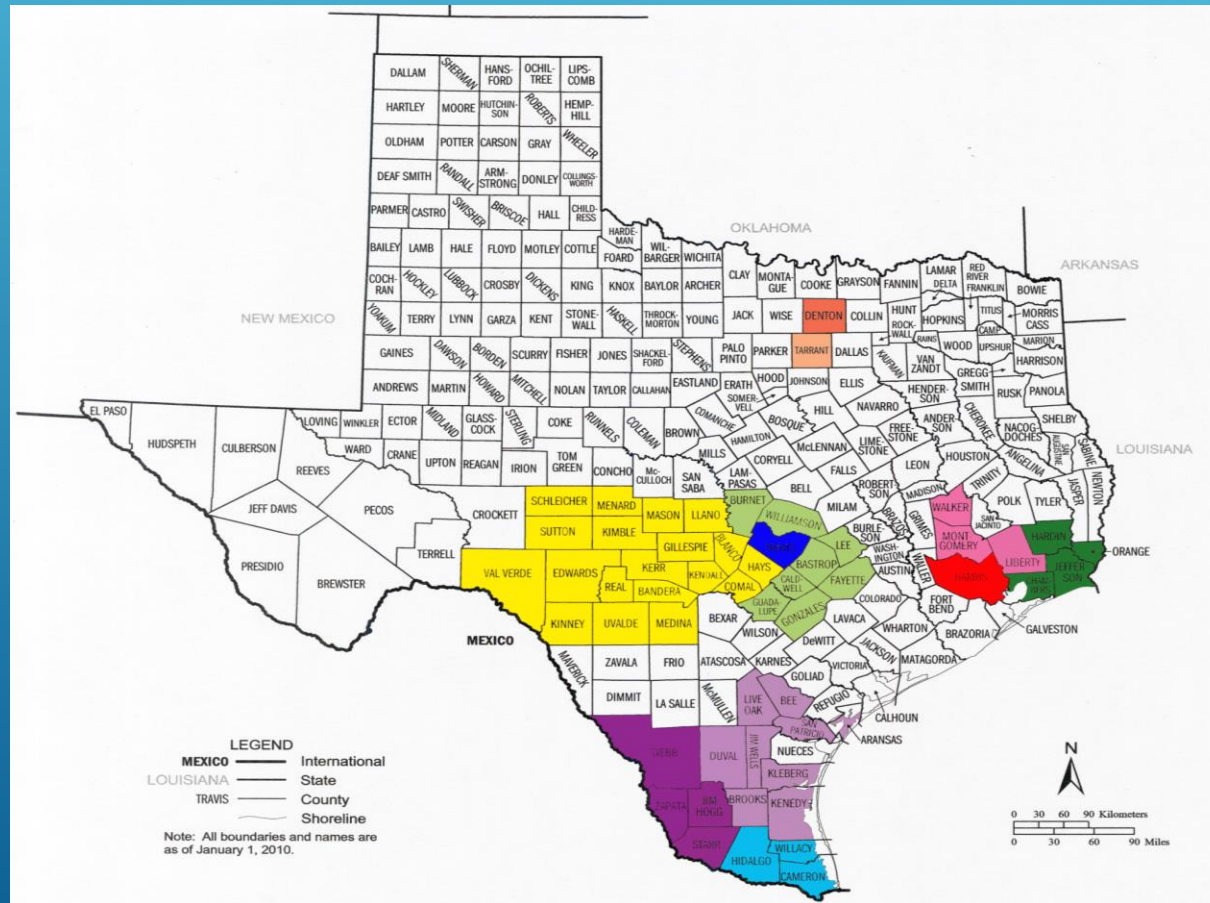 DALLAM SHERMAN HANS-FORD OCHIL-TREE LIPS-COMB
HARTLEY MOORE HUTCHIN-SON ROBERTS HEMP-HILL
OLDHAM POTTER CARSON GRAY WHEELER
DEAF SMITH RANDALL ARM-STRONG DONLEY COLLINGS-WORTH
PARMER CASTRO SWISHER BRISCOE HALL CHILD-RESS
OKLAHOMA
HARDE-MAN
BAILEY LAMB HALE FLOYD MOTLEY COTTLE FOARD WIL-BARGER WICHITA
ARKANSAS
CLAY MONTA-GUE COOKE GRAYSON FANNIN LAMAR DELTA RED RIVER FRANKLIN BOWIE
COCH-RAN HOCKLEY LUBBOCK CROSBY DICKENS KING KNOX BAYLOR ARCHER
TITUS MORRIS CASS
NEW MEXICO
YOAKUM TERRY LYNN GARZA KENT STONE-WALL HASKELL THROCK-MORTON YOUNG JACK WISE DENTON COLLIN HUNT ROCK-WALL HOPKINS CAMP
RAINS WOOD UPSHUR MARION
GAINES DAWSON BORDEN SCURRY FISHER JONES SHACKEL-FORD STEPHENS PALO PINTO PARKER TARRANT DALLAS KAUFMAN VAN ZANDT GREGG SMITH HARRISON
ANDREWS MARTIN HOWARD MITCHELL NOLAN TAYLOR CALLAHAN EASTLAND ERATH HOOD SOMER-VELL JOHNSON ELLIS HENDER-SON RUSK PANOLA
EL PASO HUDSPETH CULBERSON LOVING WINKLER ECTOR MIDLAND GLASS-COCK STERLING COKE RUNNELS COLEMAN BROWN COMANCHE HAMILTON BOSQUE HILL NAVARRO ANDER-SON CHEROKEE NACOG-DOCHES SHELBY SAN AUGUSTINE SABINE
LOUISIANA
REEVES WARD CRANE UPTON REAGAN IRION TOM GREEN CONCHO Mc-CULLOCH SAN SABA MILLS LAM-PASAS CORYELL McLENNAN LIME-STONE FREE-STONE LEON HOUSTON ANGELINA TRINITY
JEFF DAVIS PECOS CROCKETT SCHLEICHER MENARD MASON LLANO BURNET BELL FALLS ROBERT-SON MADISON WALKER POLK TYLER JASPER NEWTON
TERRELL SUTTON KIMBLE GILLESPIE BLANCO WILLIAMSON MILAM BURLE-SON BRAZOS GRIMES SAN JACINTO HARDIN ORANGE
PRESIDIO BREWSTER VAL VERDE EDWARDS KERR KENDALL HAYS LEE WASH-INGTON MONT GOMERY LIBERTY JEFFER SON
REAL BANDERA COMAL BASTROP AUSTIN WALLER HARRIS CHAM-BERS
CALD-WELL FAYETTE
GUADA-LUPE GONZALES COLORADO FORT BEND
GALVESTON
MEXICO
KINNEY UVALDE MEDINA BEXAR WILSON LAVACA WHARTON BRAZORIA
MAVERICK ZAVALA FRIO ATASCOSA KARNES DeWITT JACKSON MATAGORDA
DIMMIT LA SALLE McMULLEN LIVE OAK BEE GOLIAD VICTORIA REFUGIO
CALHOUN
ARANSAS
WEBB DUVAL JIM WELLS SAN PATRICIO NUECES
KLEBERG
ZAPATA JIM HOGG BROOKS KENEDY
STARR HIDALGO WILLACY
CAMERON
LEGEND
MEXICO International
LOUISIANA State
TRAVIS County
Shoreline
Note: All boundaries and names are
as of January 1, 2010.
N
0 30 60 90 Kilometers
0 30 60 90 Miles